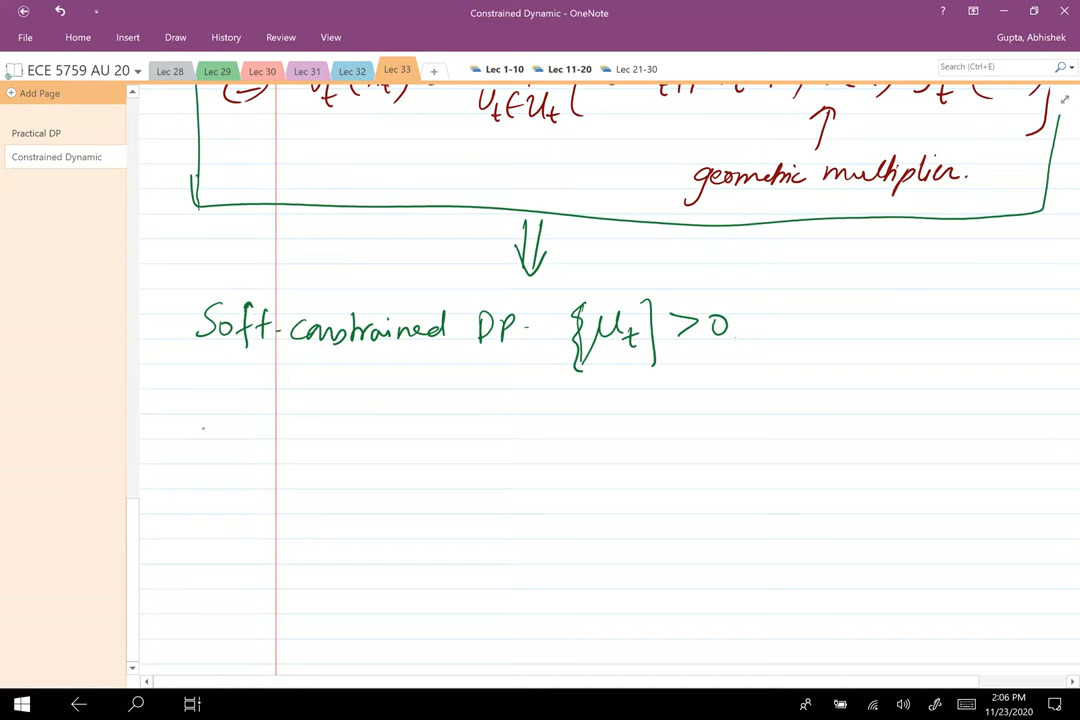 Constrained Dynamic - OneNote
?
File
Home
Insert
Draw
History
Review
View
Gupta, Abhishek
ECE 5759 AU 20
Lec 28
Lec 29
Lec 30
Lec 31
Lec 32
Lec 33
+
Lec 1-10
Lec 11-20
Lec 21-30
Search (Ctrl+E)
Add Page
Practical DP
Constrained Dynamic
u_t ∈ U_t
geometric multiplier.
Soft-constrained DP- {μ_t} > 0
2:06 PM
11/23/2020